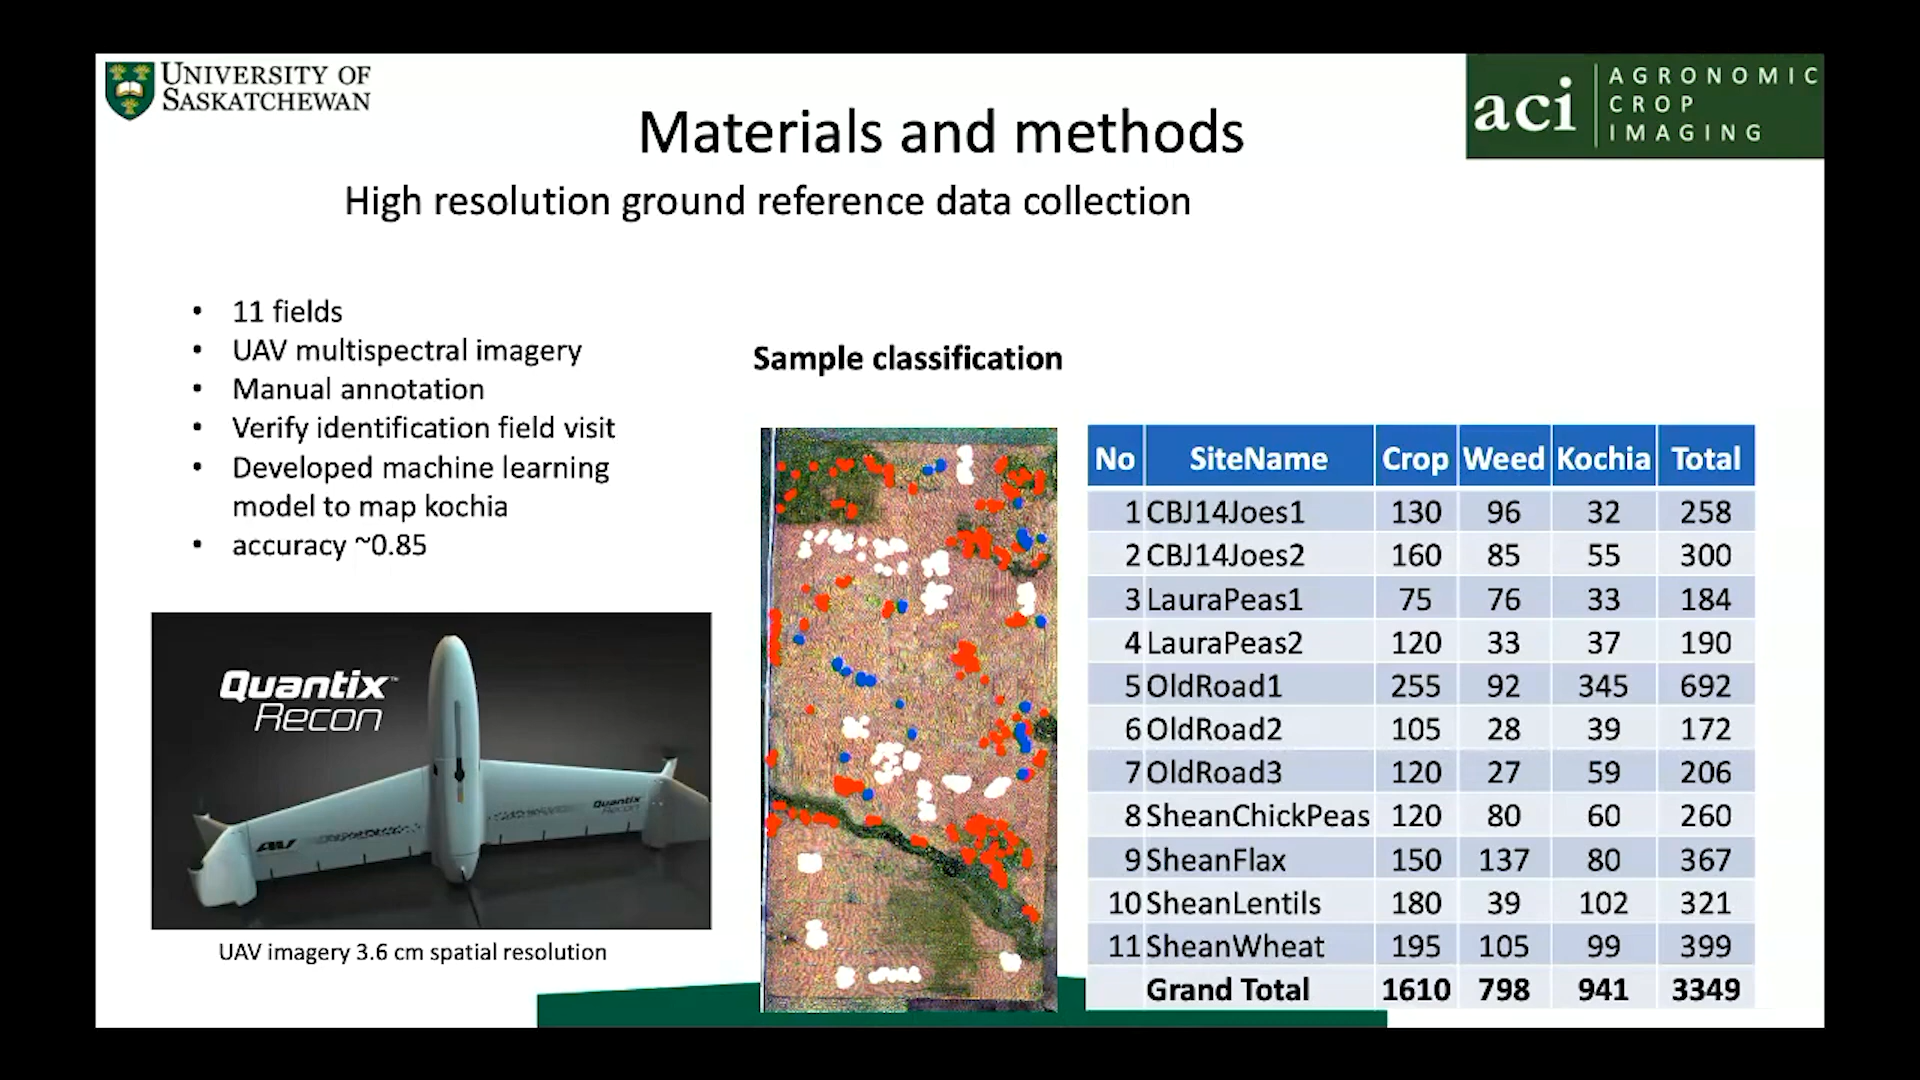 UNIVERSITY OF
SASKATCHEWAN
aci
AGRONOMIC
CROP
IMAGING
Materials and methods
High resolution ground reference data collection
• 11 fields
• UAV multispectral imagery
• Manual annotation
• Verify identification field visit
• Developed machine learning
model to map kochia
• accuracy ~0.85
Quantix™
Recon
AV
Quantix
Recon
UAV imagery 3.6 cm spatial resolution
Sample classification
No SiteName Crop Weed Kochia Total
1 CBJ14Joes1 130 96 32 258
2 CBJ14Joes2 160 85 55 300
3 LauraPeas1 75 76 33 184
4 LauraPeas2 120 33 37 190
5 OldRoad1 255 92 345 692
6 OldRoad2 105 28 39 172
7 OldRoad3 120 27 59 206
8 SheanChickPeas 120 80 60 260
9 SheanFlax 150 137 80 367
10 SheanLentils 180 39 102 321
11 SheanWheat 195 105 99 399
Grand Total 1610 798 941 3349